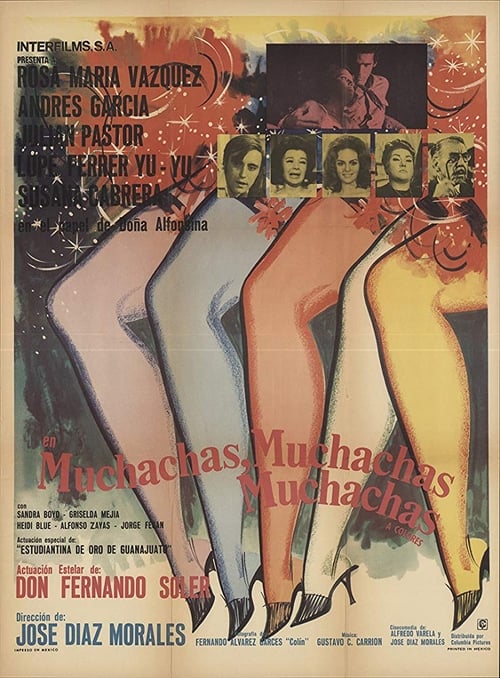 INTERFILMS, S.A.
PRESENTA A:
ROSA MARIA VAZQUEZ
ANDRES GARCIA
JULIAN PASTOR
LUPE FERRER YU-YU
SUSANA CABRERA
en el papel de Doña Alfonsina
en
Muchachas, Muchachas
Muchachas
A COLORES
con
SANDRA BOYD - GRISELDA MEJIA
HEIDI BLUE - ALFONSO ZAYAS - JORGE FEGAN
Actuación especial de:
"ESTUDIANTINA DE ORO DE GUANAJUATO"
Actuación Estelar de:
DON FERNANDO SOLER
Dirección de:
JOSE DIAZ MORALES
Fotografia de:
FERNANDO ALVAREZ GARCES "Colín"
Música:
GUSTAVO C. CARRION
Cinecomedia de:
ALFREDO VARELA y
JOSE DIAZ MORALES
Distribuida por
Columbia Pictures
IMPRESO EN MEXICO
PRINTED IN MEXICO